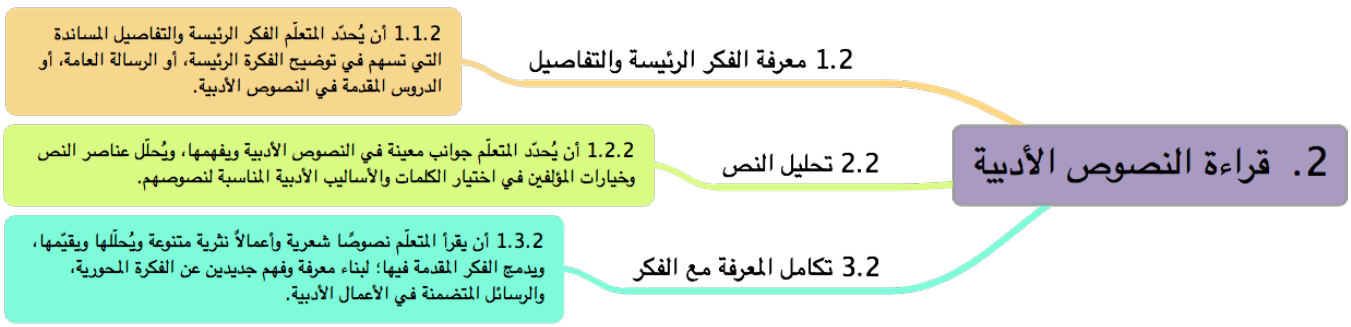 2. قراءة النصوص الأدبية
1.2 معرفة الفكر الرئيسة والتفاصيل
1.1.2 أن يُحدّد المتعلّم الفكر الرئيسة والتفاصيل المساندة
التي تسهم في توضيح الفكرة الرئيسة، أو الرسالة العامة، أو
الدروس المقدمة في النصوص الأدبية.
2.2 تحليل النص
1.2.2 أن يُحدّد المتعلّم جوانب معينة في النصوص الأدبية ويفهمها، ويُحلّل عناصر النص
وخيارات المؤلفين في اختيار الكلمات والأساليب الأدبية المناسبة لنصوصهم.
3.2 تكامل المعرفة مع الفكر
1.3.2 أن يقرأ المتعلّم نصوصًا شعرية وأعمالاً نثرية متنوعة ويُحلّلها ويقيّمها،
ويدمج الفكر المقدمة فيها؛ لبناء معرفة وفهم جديدين عن الفكرة المحورية،
والرسائل المتضمنة في الأعمال الأدبية.